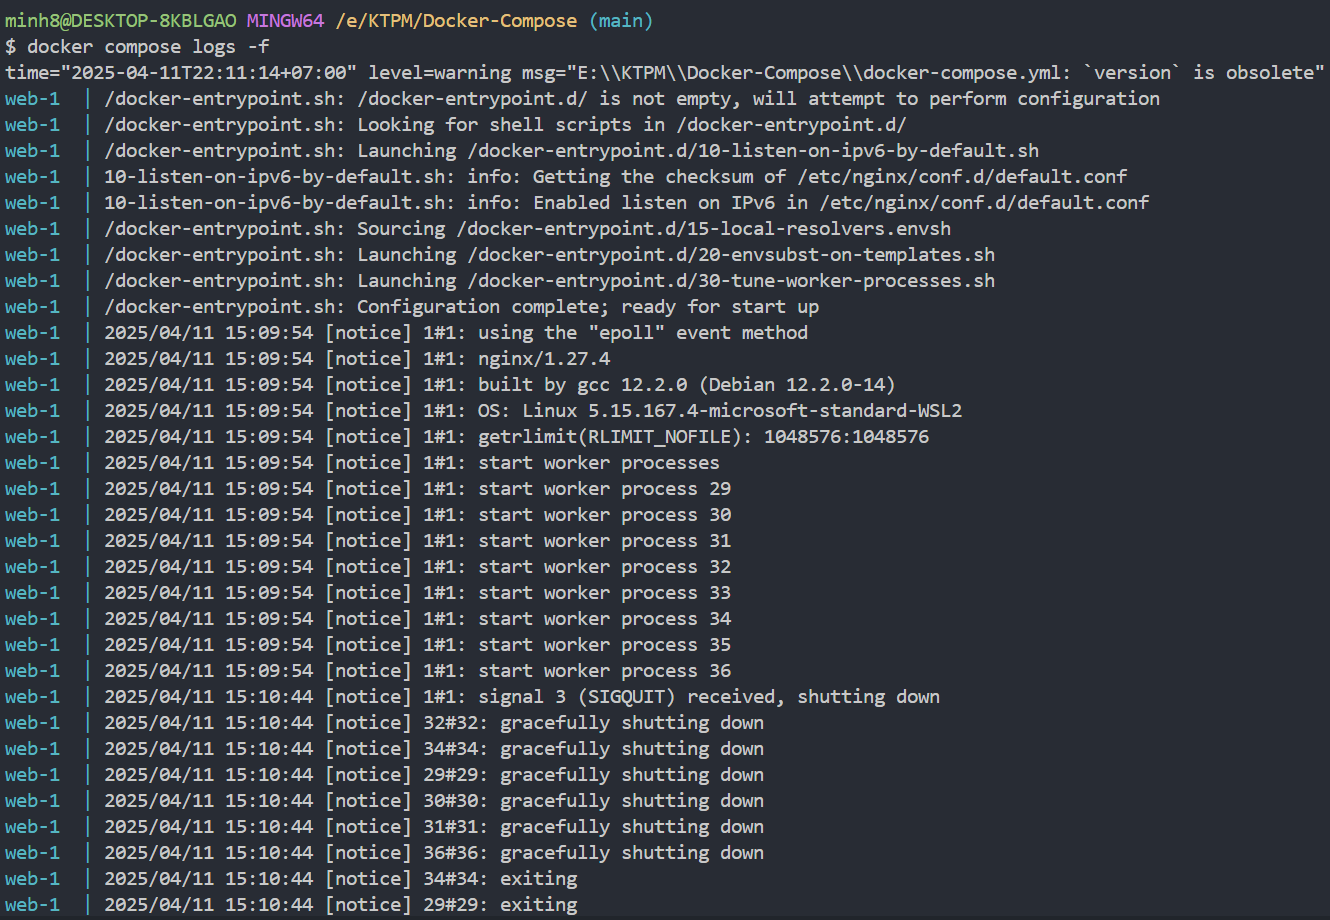 minh8@DESKTOP-8KBLGAO MINGW64 /e/KTPM/Docker-Compose (main)
$ docker compose logs -f
time="2025-04-11T22:11:14+07:00" level=warning msg="E:\\KTPM\\Docker-Compose\\docker-compose.yml: `version` is obsolete"
web-1  | /docker-entrypoint.sh: /docker-entrypoint.d/ is not empty, will attempt to perform configuration
web-1  | /docker-entrypoint.sh: Looking for shell scripts in /docker-entrypoint.d/
web-1  | /docker-entrypoint.sh: Launching /docker-entrypoint.d/10-listen-on-ipv6-by-default.sh
web-1  | 10-listen-on-ipv6-by-default.sh: info: Getting the checksum of /etc/nginx/conf.d/default.conf
web-1  | 10-listen-on-ipv6-by-default.sh: info: Enabled listen on IPv6 in /etc/nginx/conf.d/default.conf
web-1  | /docker-entrypoint.sh: Sourcing /docker-entrypoint.d/15-local-resolvers.envsh
web-1  | /docker-entrypoint.sh: Launching /docker-entrypoint.d/20-envsubst-on-templates.sh
web-1  | /docker-entrypoint.sh: Launching /docker-entrypoint.d/30-tune-worker-processes.sh
web-1  | /docker-entrypoint.sh: Configuration complete; ready for start up
web-1  | 2025/04/11 15:09:54 [notice] 1#1: using the "epoll" event method
web-1  | 2025/04/11 15:09:54 [notice] 1#1: nginx/1.27.4
web-1  | 2025/04/11 15:09:54 [notice] 1#1: built by gcc 12.2.0 (Debian 12.2.0-14)
web-1  | 2025/04/11 15:09:54 [notice] 1#1: OS: Linux 5.15.167.4-microsoft-standard-WSL2
web-1  | 2025/04/11 15:09:54 [notice] 1#1: getrlimit(RLIMIT_NOFILE): 1048576:1048576
web-1  | 2025/04/11 15:09:54 [notice] 1#1: start worker processes
web-1  | 2025/04/11 15:09:54 [notice] 1#1: start worker process 29
web-1  | 2025/04/11 15:09:54 [notice] 1#1: start worker process 30
web-1  | 2025/04/11 15:09:54 [notice] 1#1: start worker process 31
web-1  | 2025/04/11 15:09:54 [notice] 1#1: start worker process 32
web-1  | 2025/04/11 15:09:54 [notice] 1#1: start worker process 33
web-1  | 2025/04/11 15:09:54 [notice] 1#1: start worker process 34
web-1  | 2025/04/11 15:09:54 [notice] 1#1: start worker process 35
web-1  | 2025/04/11 15:09:54 [notice] 1#1: start worker process 36
web-1  | 2025/04/11 15:10:44 [notice] 1#1: signal 3 (SIGQUIT) received, shutting down
web-1  | 2025/04/11 15:10:44 [notice] 32#32: gracefully shutting down
web-1  | 2025/04/11 15:10:44 [notice] 34#34: gracefully shutting down
web-1  | 2025/04/11 15:10:44 [notice] 29#29: gracefully shutting down
web-1  | 2025/04/11 15:10:44 [notice] 30#30: gracefully shutting down
web-1  | 2025/04/11 15:10:44 [notice] 31#31: gracefully shutting down
web-1  | 2025/04/11 15:10:44 [notice] 36#36: gracefully shutting down
web-1  | 2025/04/11 15:10:44 [notice] 34#34: exiting
web-1  | 2025/04/11 15:10:44 [notice] 29#29: exiting